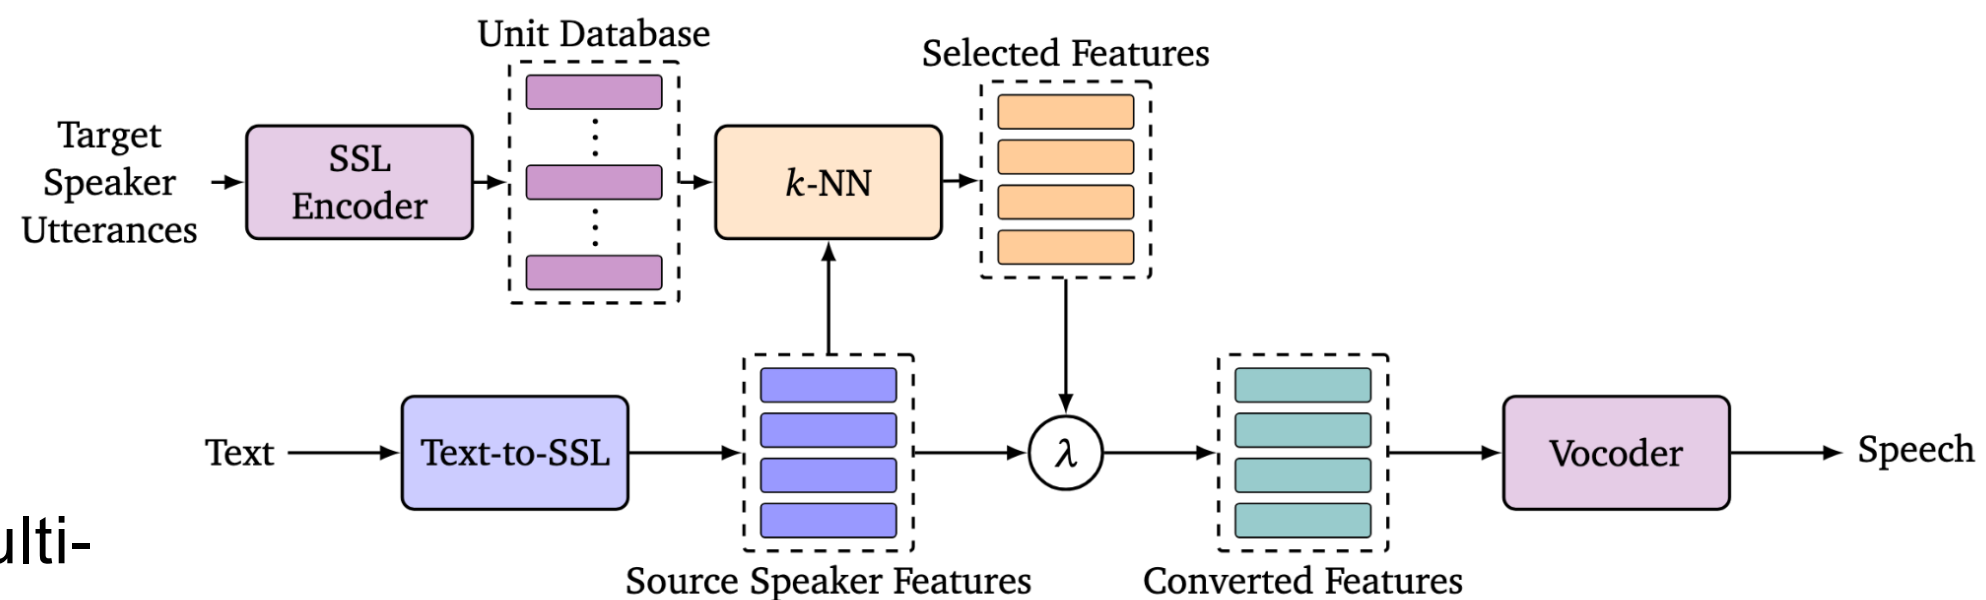 Unit Database
Selected Features
Target
Speaker
Utterances
SSL
Encoder
k-NN
Text
Text-to-SSL
λ
Vocoder
Speech
ulti-
Source Speaker Features
Converted Features